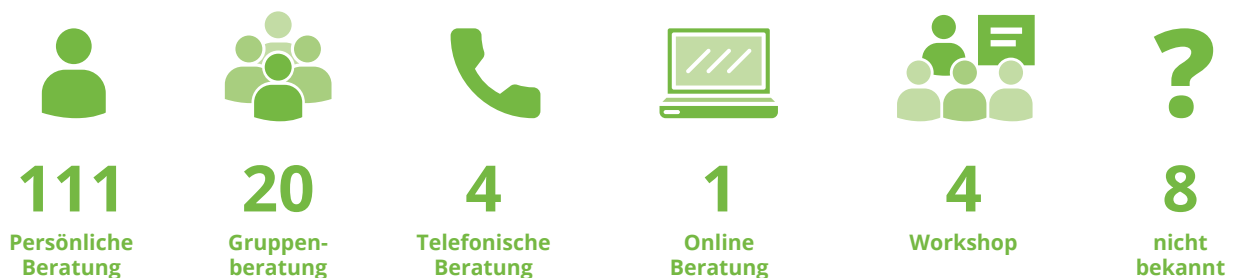 111
Persönliche
Beratung
20
Gruppen-
beratung
4
Telefonische
Beratung
1
Online
Beratung
4
Workshop
?
8
nicht
bekannt